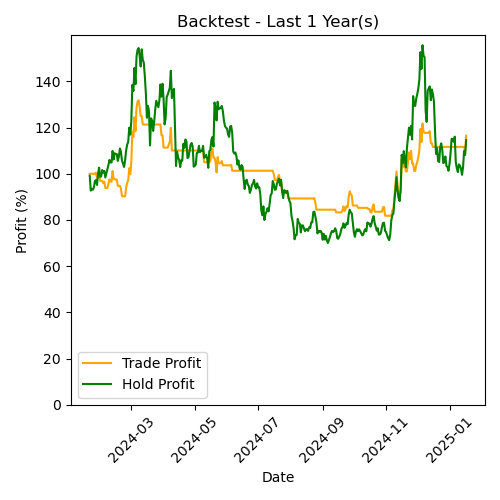 Backtest - Last 1 Year(s)
Profit (%)
140
120
100
80
60
40
20
0
Trade Profit
Hold Profit
2024-03
2024-05
2024-07
2024-09
2024-11
2025-01
Date